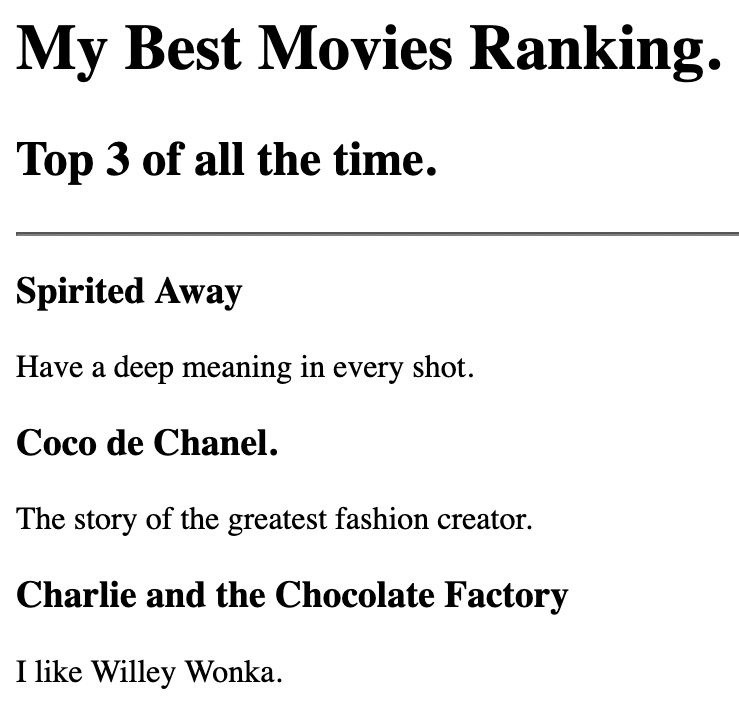 My Best Movies Ranking.
Top 3 of all the time.
Spirited Away
Have a deep meaning in every shot.
Coco de Chanel.
The story of the greatest fashion creator.
Charlie and the Chocolate Factory
I like Willey Wonka.